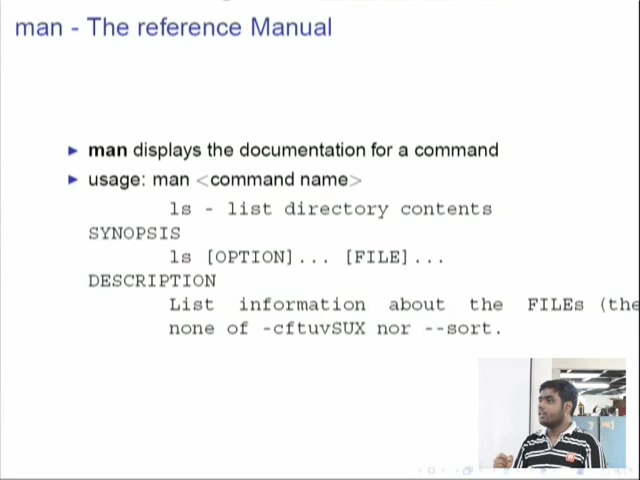 man - The reference Manual
▶ man displays the documentation for a command
▶ usage: man <command name>
ls - list directory contents
SYNOPSIS
ls [OPTION]... [FILE]...
DESCRIPTION
List information about the FILEs (the
none of -cftuvSUX nor --sort.